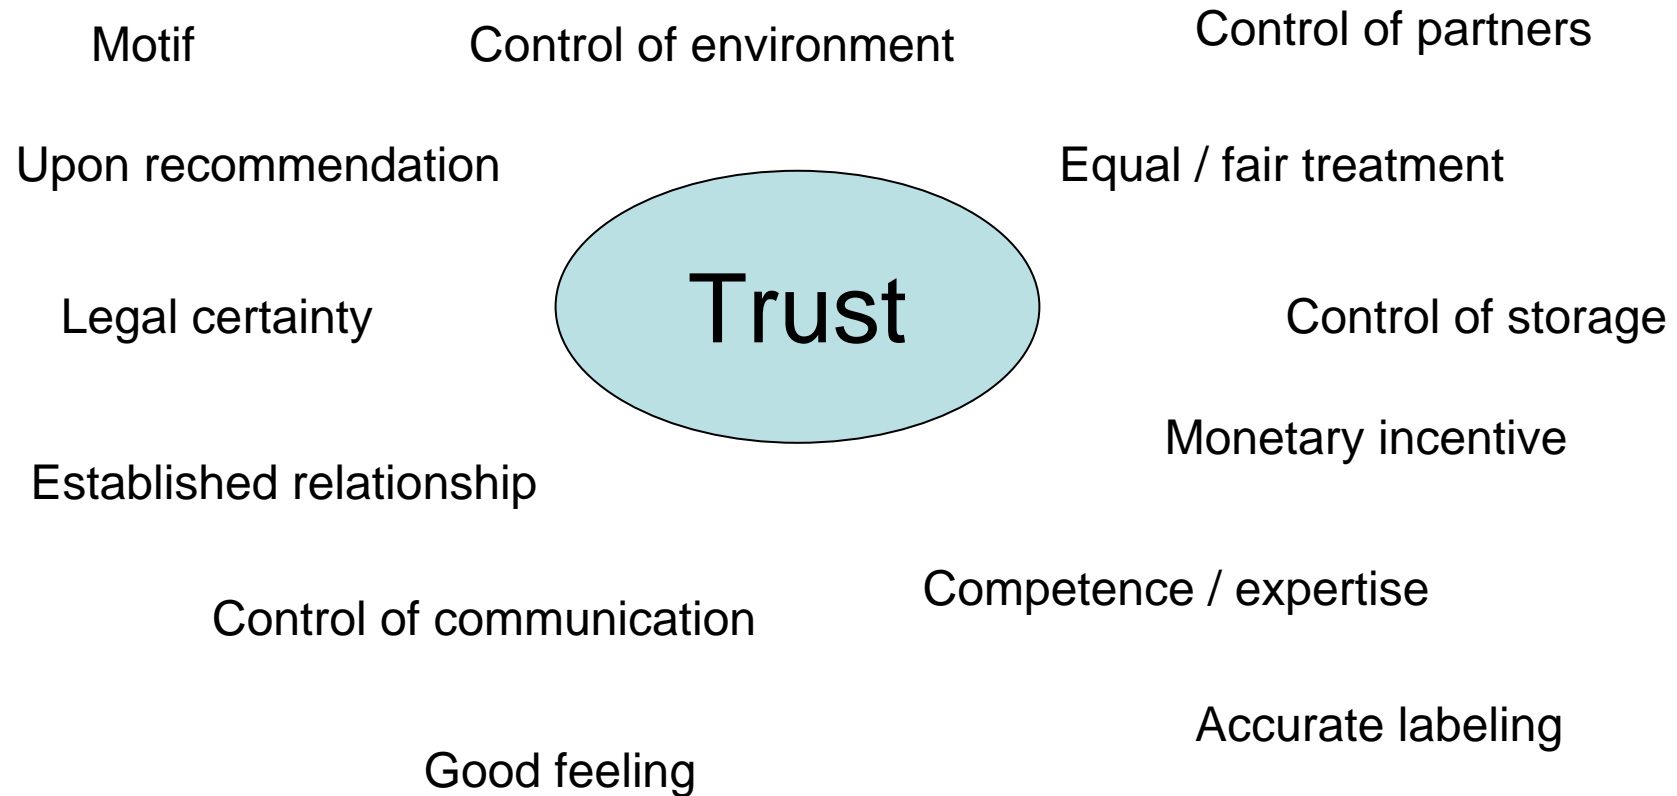 Motif
Control of environment
Control of partners
Upon recommendation
Equal / fair treatment
Trust
Legal certainty
Control of storage
Monetary incentive
Established relationship
Competence / expertise
Control of communication
Accurate labeling
Good feeling